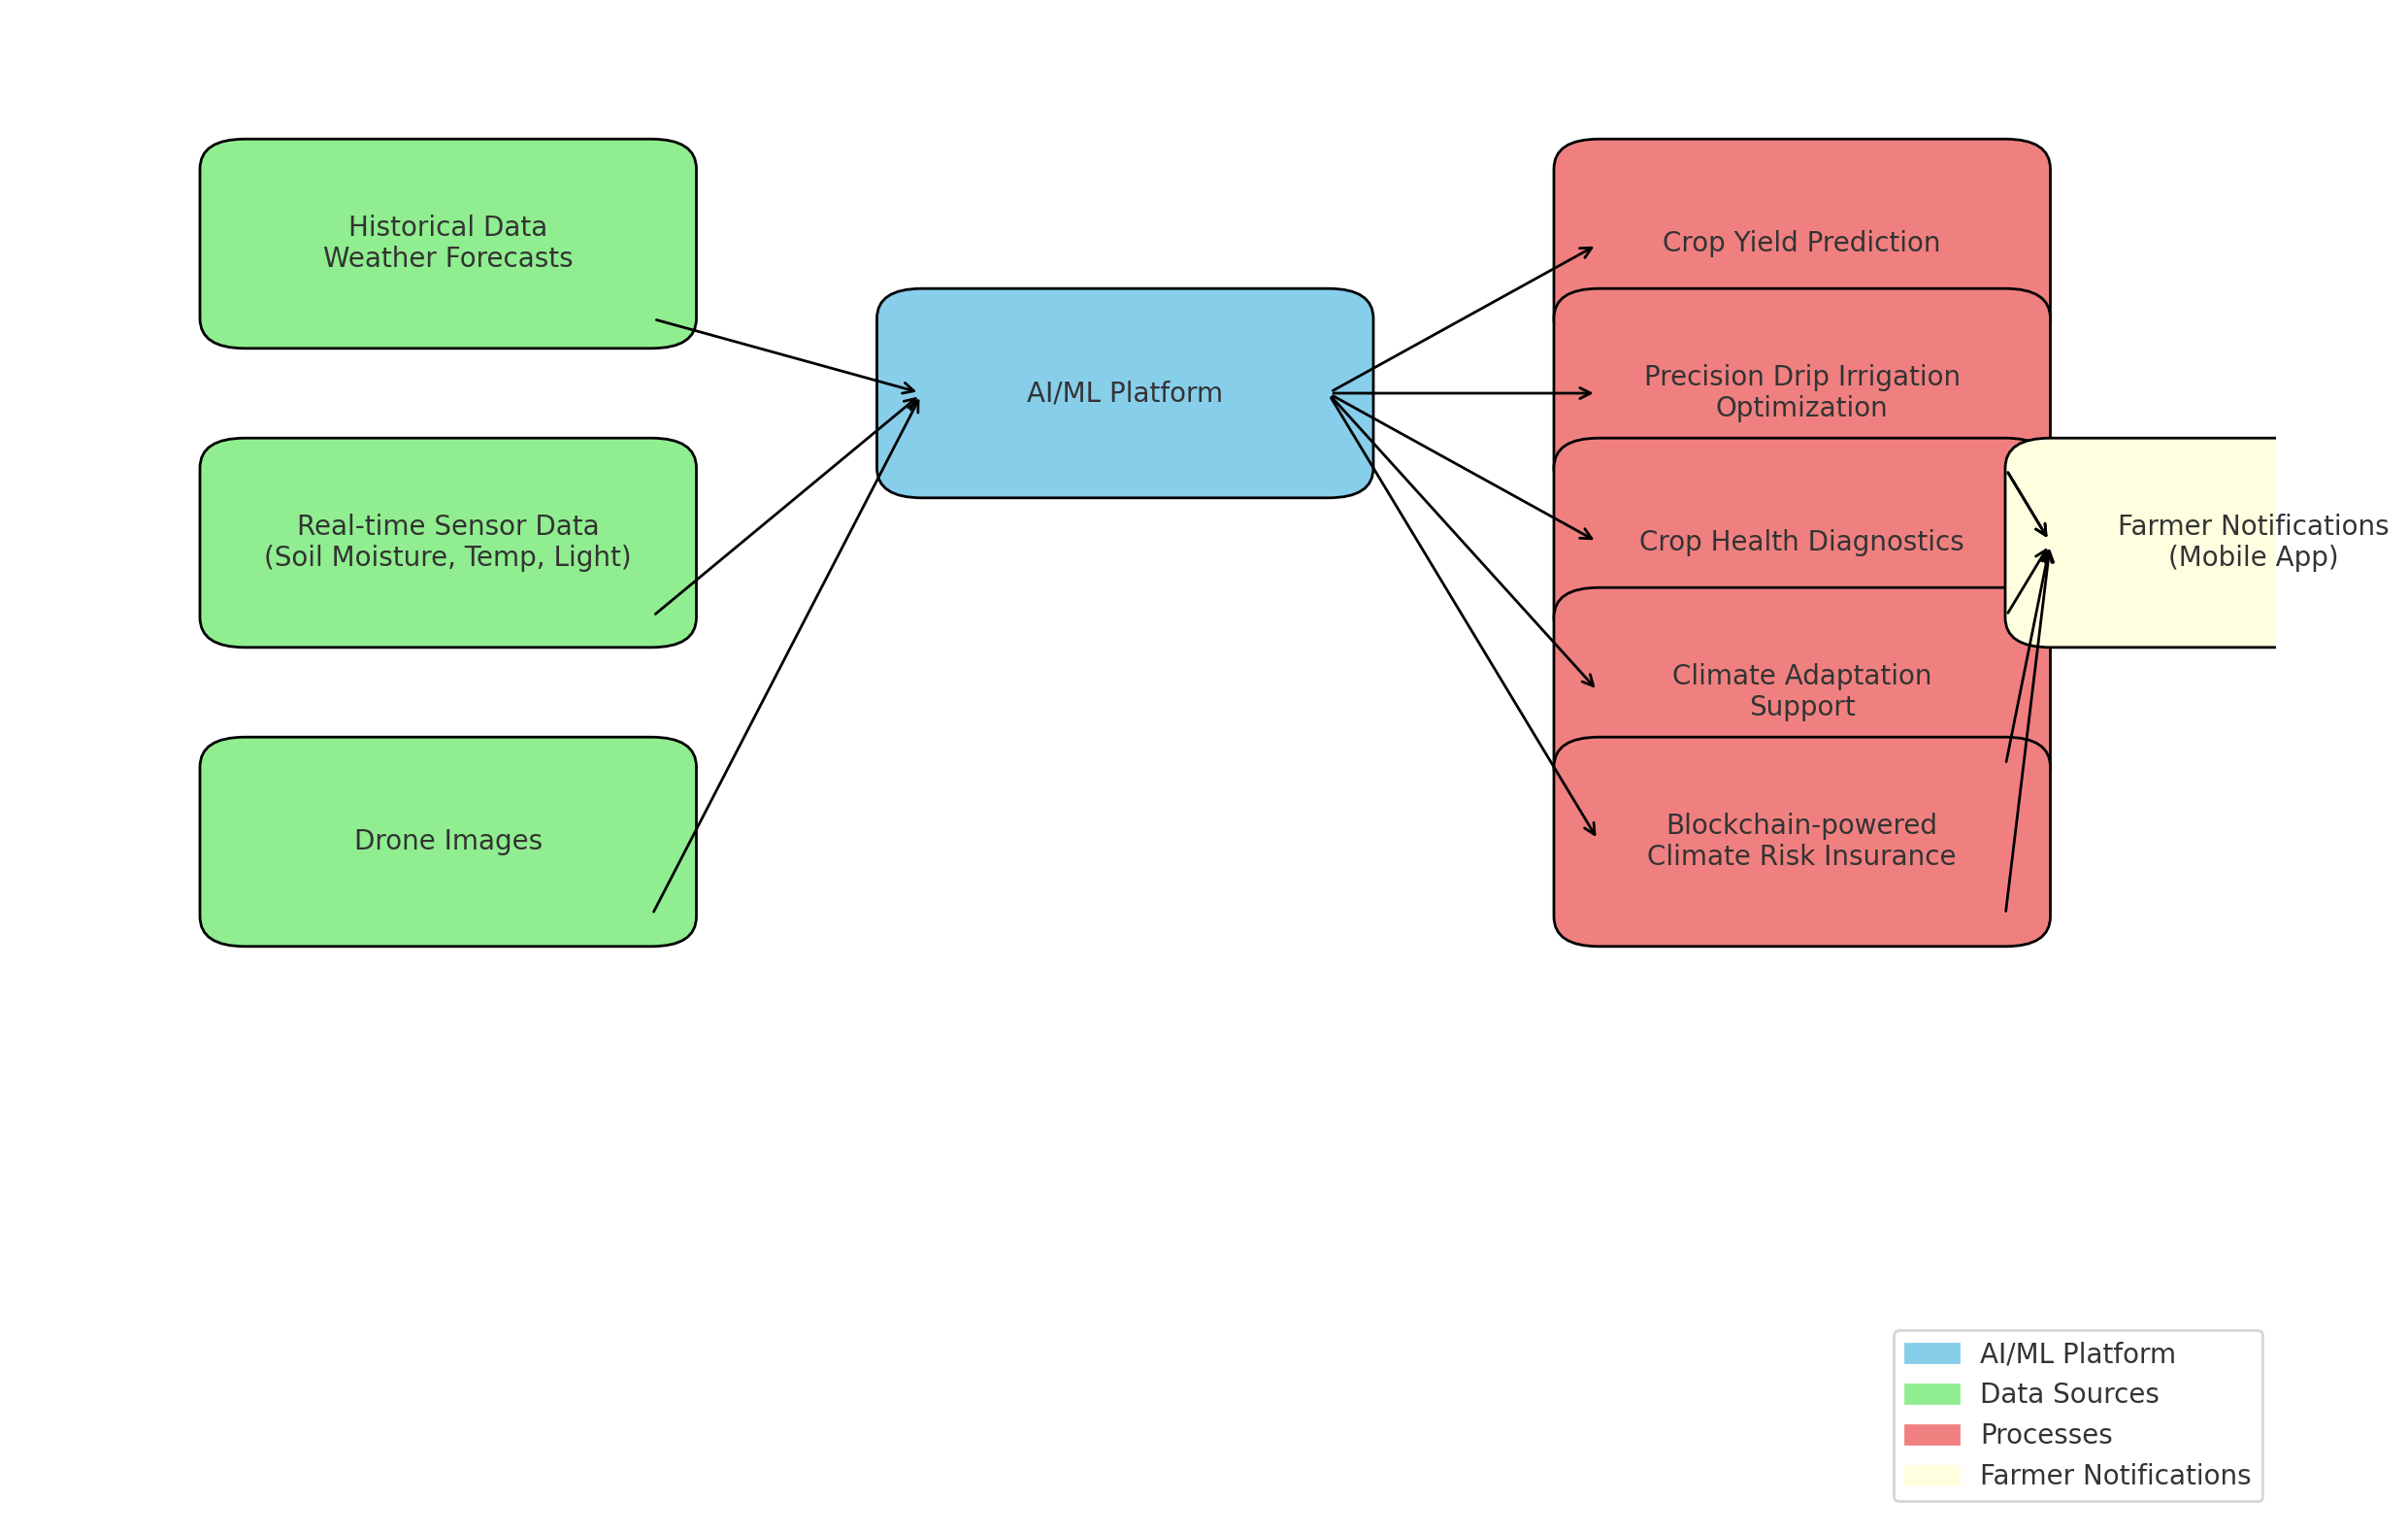 Historical Data
Weather Forecasts
Real-time Sensor Data
(Soil Moisture, Temp, Light)
Drone Images
AI/ML Platform
Crop Yield Prediction
Precision Drip Irrigation
Optimization
Crop Health Diagnostics
Climate Adaptation
Support
Blockchain-powered
Climate Risk Insurance
Farmer Notifications
(Mobile App)
AI/ML Platform
Data Sources
Processes
Farmer Notifications